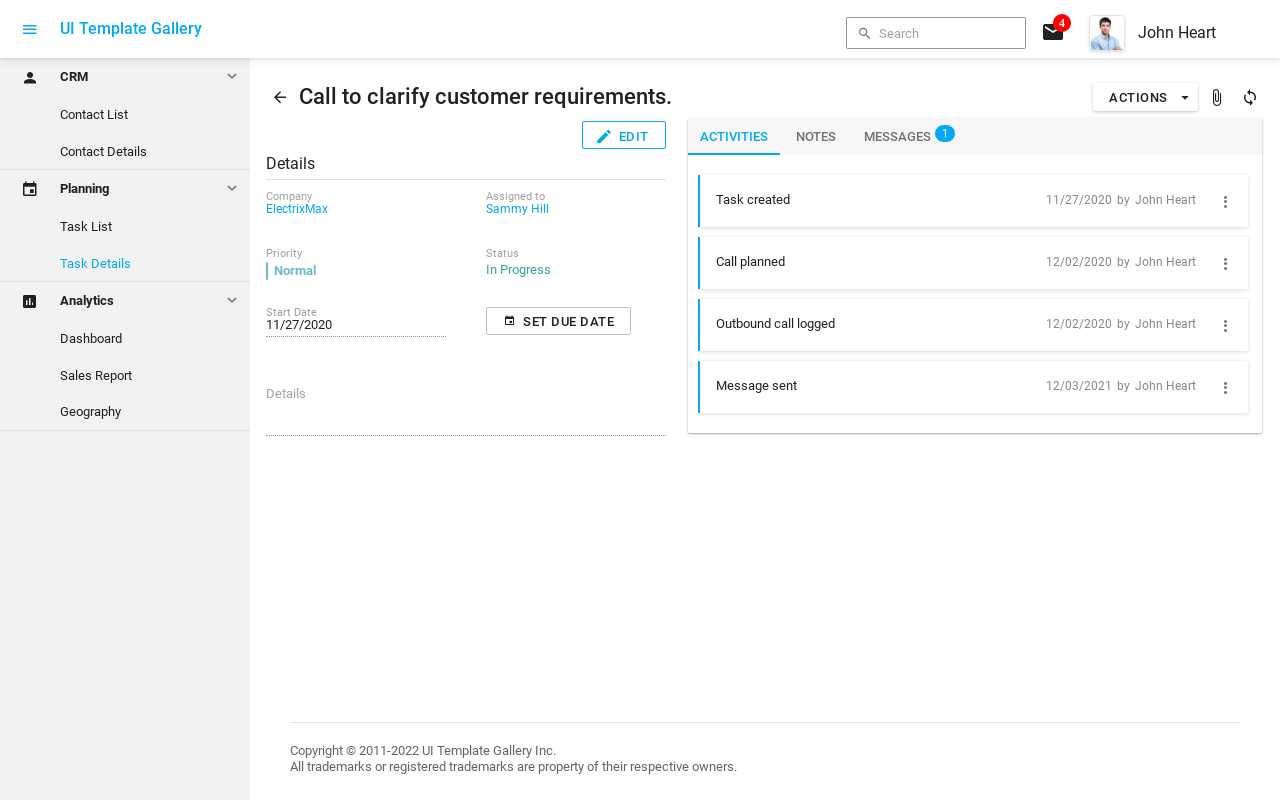 UI Template Gallery
Search
4
John Heart
CRM
Contact List
Contact Details
Planning
Task List
Task Details
Analytics
Dashboard
Sales Report
Geography
Call to clarify customer requirements.
ACTIONS
EDIT
Details
Company
ElectrixMax
Assigned to
Sammy Hill
Priority
Normal
Status
In Progress
Start Date
11/27/2020
SET DUE DATE
Details
ACTIVITIES NOTES MESSAGES 1
Task created 11/27/2020 by John Heart
Call planned 12/02/2020 by John Heart
Outbound call logged 12/02/2020 by John Heart
Message sent 12/03/2021 by John Heart
Copyright © 2011-2022 UI Template Gallery Inc.
All trademarks or registered trademarks are property of their respective owners.